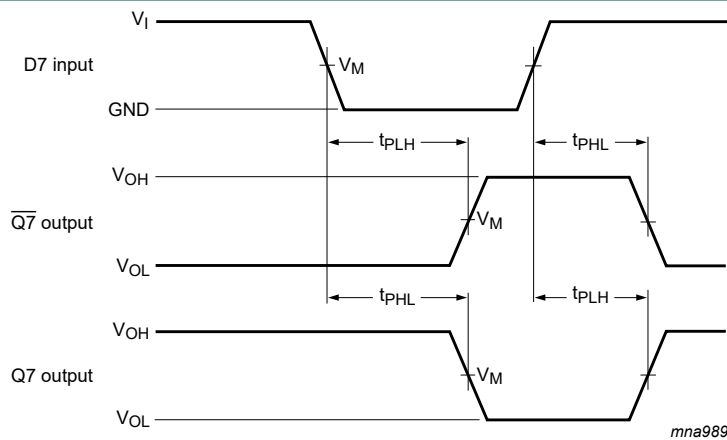 V_I
D7 input
V_M
GND
t_PLH
t_PHL
V_OH
Q̅7̅ output
V_M
V_OL
t_PHL
t_PLH
V_OH
Q7 output
V_M
V_OL
mna989